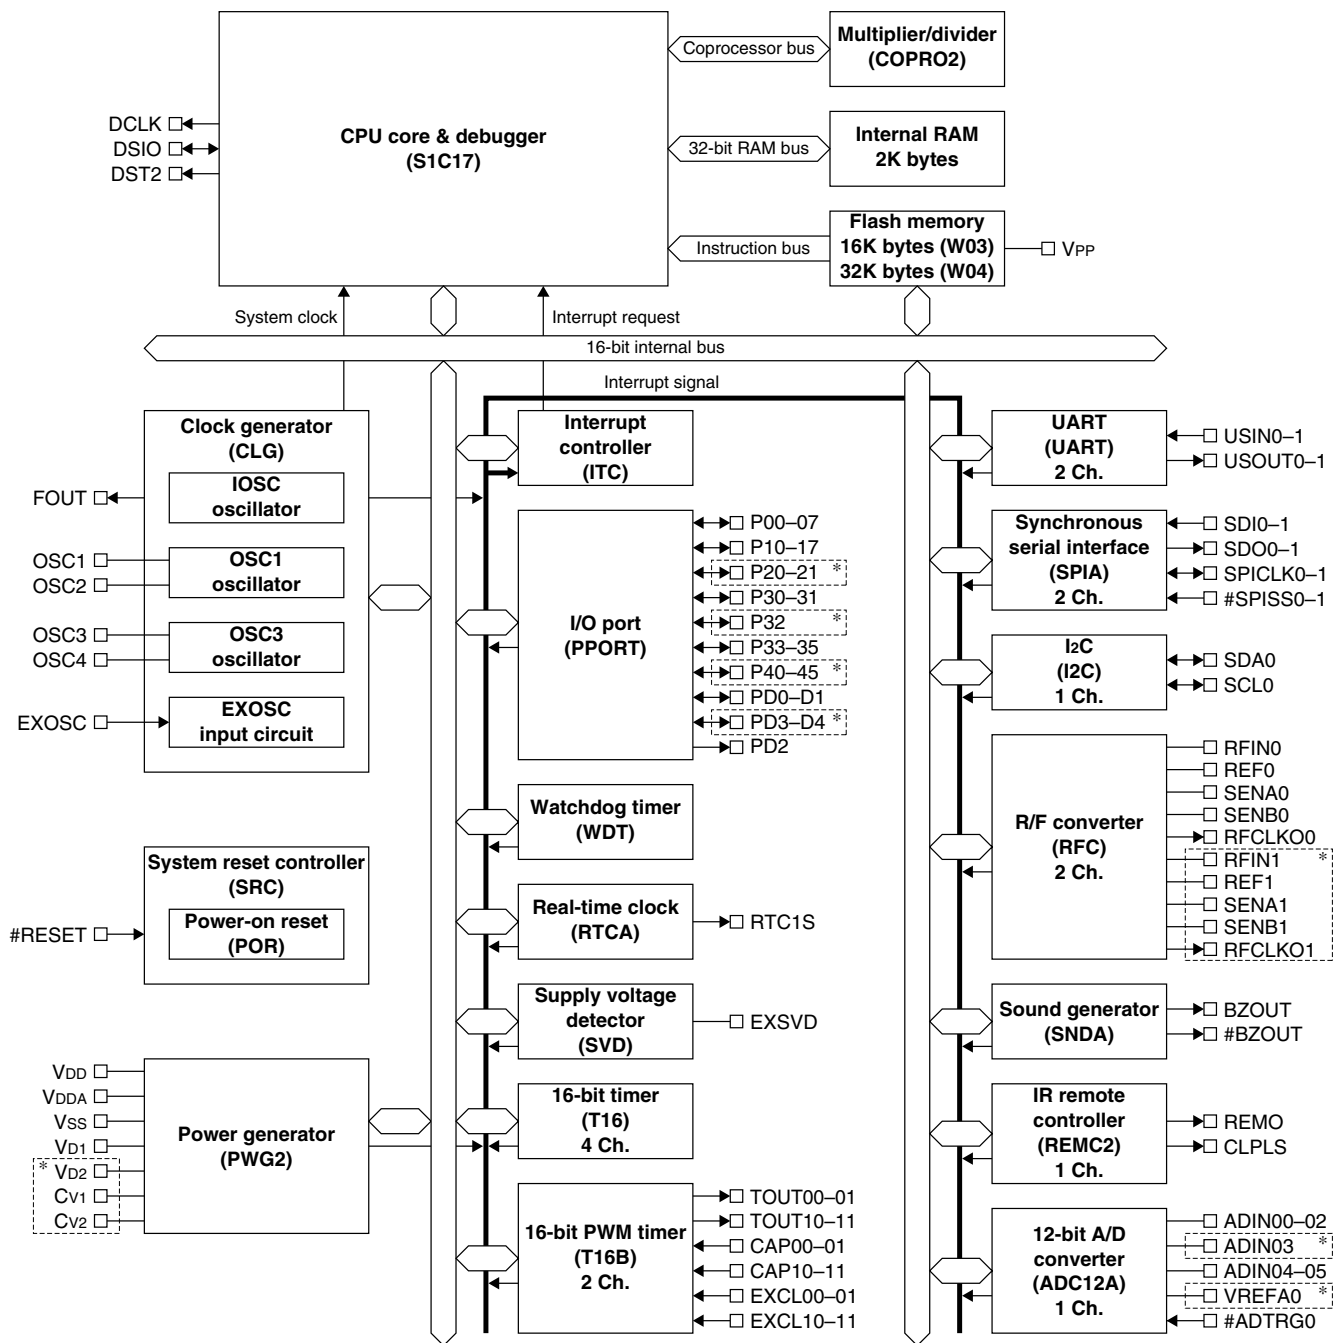 CPU core & debugger
(S1C17)
DCLK
DSIO
DST2
Coprocessor bus
Multiplier/divider
(COPRO2)
32-bit RAM bus
Internal RAM
2K bytes
Instruction bus
Flash memory
16K bytes (W03)
32K bytes (W04)
VPP
System clock
Interrupt request
16-bit internal bus
Interrupt signal
Clock generator
(CLG)
IOSC
oscillator
OSC1
oscillator
OSC3
oscillator
EXOSC
input circuit
FOUT
OSC1
OSC2
OSC3
OSC4
EXOSC
System reset controller
(SRC)
Power-on reset
(POR)
#RESET
Power generator
(PWG2)
VDD
VDDA
VSS
VD1
* VD2
CV1
CV2
Interrupt
controller
(ITC)
I/O port
(PPORT)
P00–07
P10–17
P20–21 *
P30–31
P32 *
P33–35
P40–45 *
PD0–D1
PD3–D4 *
PD2
Watchdog timer
(WDT)
Real-time clock
(RTCA)
RTC1S
Supply voltage
detector
(SVD)
EXSVD
16-bit timer
(T16)
4 Ch.
16-bit PWM timer
(T16B)
2 Ch.
TOUT00–01
TOUT10–11
CAP00–01
CAP10–11
EXCL00–01
EXCL10–11
UART
(UART)
2 Ch.
USIN0–1
USOUT0–1
Synchronous
serial interface
(SPIA)
2 Ch.
SDI0–1
SDO0–1
SPICLK0–1
#SPISS0–1
I2C
(I2C)
1 Ch.
SDA0
SCL0
R/F converter
(RFC)
2 Ch.
RFIN0
REF0
SENA0
SENB0
RFCLKO0
RFIN1 *
REF1
SENA1
SENB1
RFCLKO1
Sound generator
(SNDA)
BZOUT
#BZOUT
IR remote
controller
(REMC2)
1 Ch.
REMO
CLPLS
12-bit A/D
converter
(ADC12A)
1 Ch.
ADIN00–02
ADIN03 *
ADIN04–05
VREFA0 *
#ADTRG0